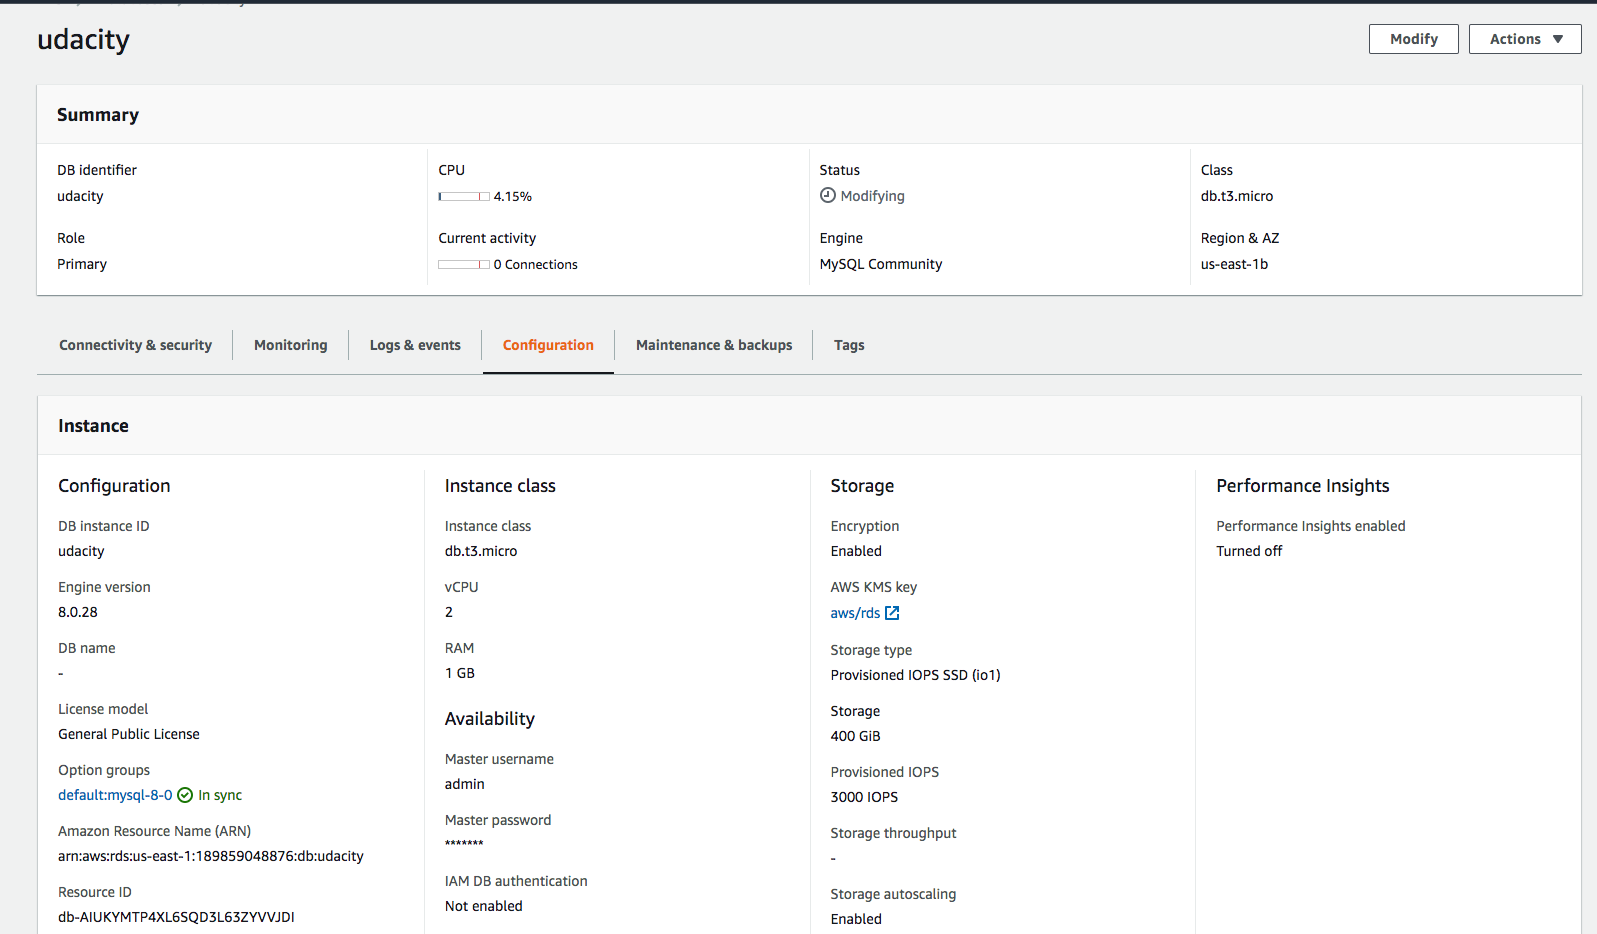 udacity
Modify
Actions
Summary
DB identifier
udacity
CPU
4.15%
Status
Modifying
Class
db.t3.micro
Role
Primary
Current activity
0 Connections
Engine
MySQL Community
Region & AZ
us-east-1b
Connectivity & security
Monitoring
Logs & events
Configuration
Maintenance & backups
Tags
Instance
Configuration
DB instance ID
udacity
Engine version
8.0.28
DB name
-
License model
General Public License
Option groups
default:mysql-8-0 In sync
Amazon Resource Name (ARN)
arn:aws:rds:us-east-1:189859048876:db:udacity
Resource ID
db-AIUKYMTP4XL6SQD3L63ZYVVJDI
Instance class
Instance class
db.t3.micro
vCPU
2
RAM
1 GB
Availability
Master username
admin
Master password
*******
IAM DB authentication
Not enabled
Storage
Encryption
Enabled
AWS KMS key
aws/rds
Storage type
Provisioned IOPS SSD (io1)
Storage
400 GiB
Provisioned IOPS
3000 IOPS
Storage throughput
-
Storage autoscaling
Enabled
Performance Insights
Performance Insights enabled
Turned off